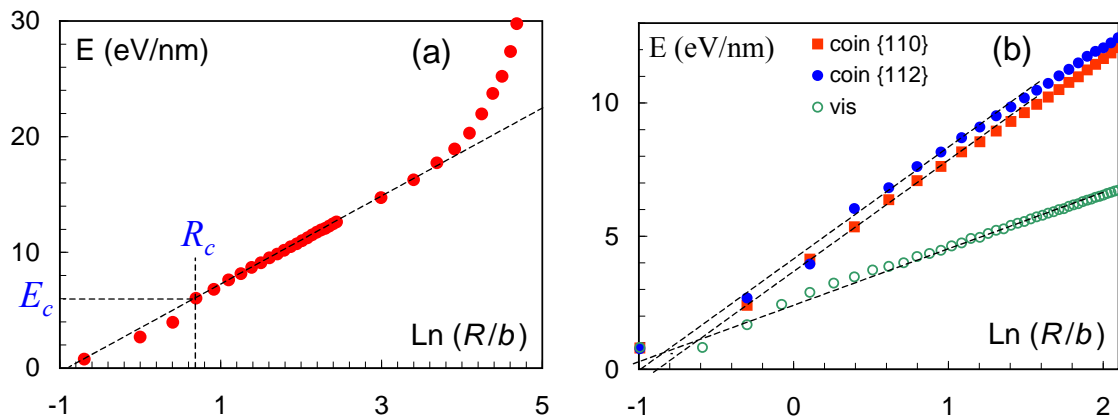 30
E (eV/nm)
(a)
20
R_c
10
E_c
Ln (R/b)
0
-1
1
3
5
E (eV/nm)
coin {110}
(b)
coin {112}
10
vis
5
Ln (R/b)
0
-1
0
1
2